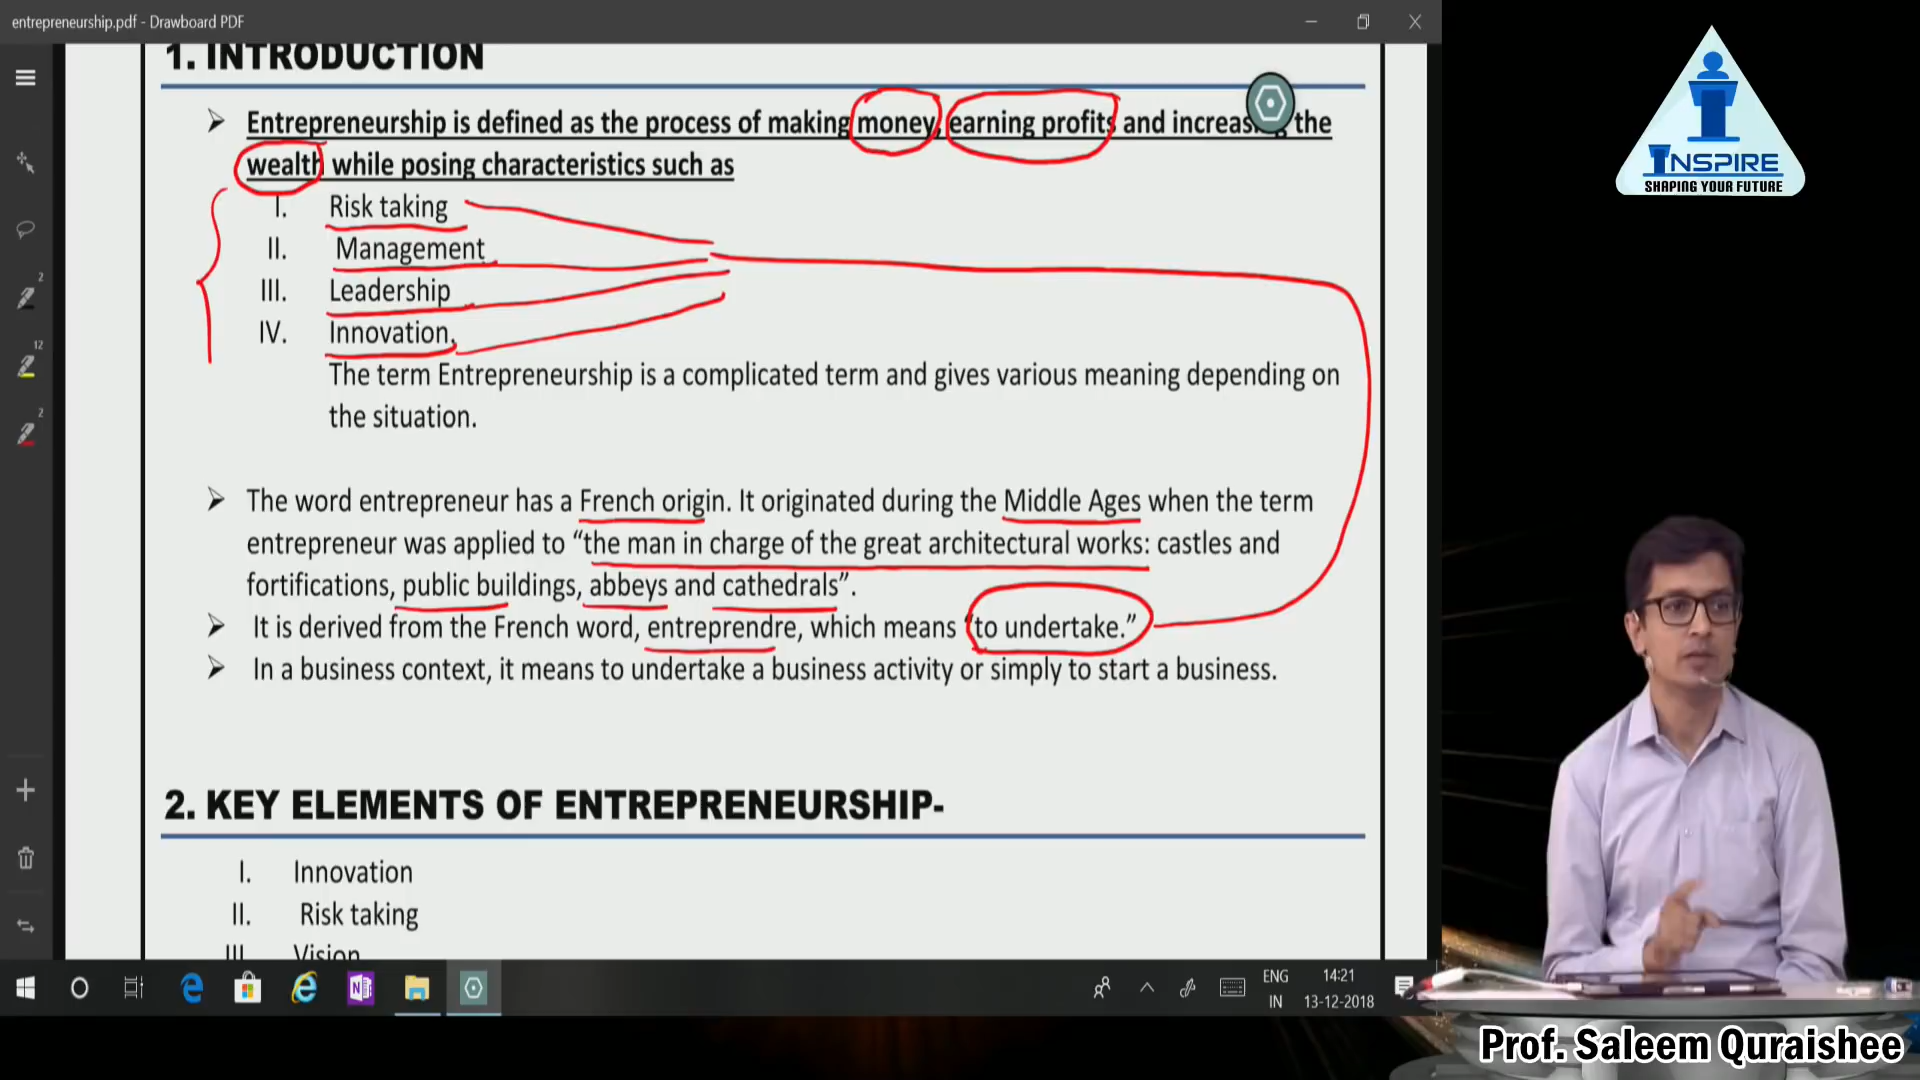 entrepreneurship.pdf - Drawboard PDF
1. INTRODUCTION
Entrepreneurship is defined as the process of making money, earning profits and increasing the
wealth while posing characteristics such as
I. Risk taking
II. Management
III. Leadership
IV. Innovation.
The term Entrepreneurship is a complicated term and gives various meaning depending on
the situation.
The word entrepreneur has a French origin. It originated during the Middle Ages when the term
entrepreneur was applied to “the man in charge of the great architectural works: castles and
fortifications, public buildings, abbeys and cathedrals”.
It is derived from the French word, entreprendre, which means “to undertake.”
In a business context, it means to undertake a business activity or simply to start a business.
2. KEY ELEMENTS OF ENTREPRENEURSHIP-
I. Innovation
II. Risk taking
III. Vision
2
12
2
ENG
IN
14:21
13-12-2018
INSPIRE
SHAPING YOUR FUTURE
Prof. Saleem Quraishee